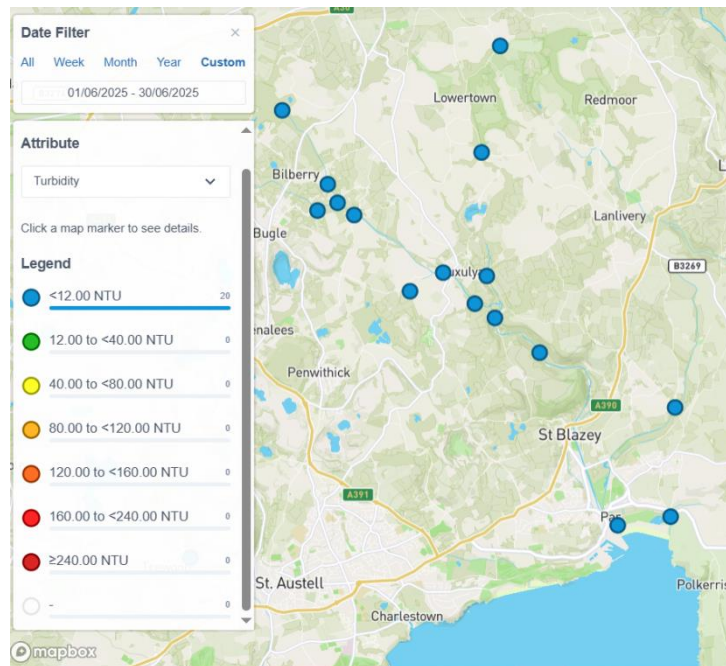 Date Filter ×
All Week Month Year Custom
01/06/2025 - 30/06/2025
Attribute
Turbidity
Click a map marker to see details.
Legend
<12.00 NTU 20
12.00 to <40.00 NTU 0
40.00 to <80.00 NTU 0
80.00 to <120.00 NTU 0
120.00 to <160.00 NTU 0
160.00 to <240.00 NTU 0
≥240.00 NTU 0
- 0
Lowertown
Redmoor
Bilberry
Lanlivery
Bugle
B3269
uxulya
enalees
Penwithick
A390
St Blazey
A391
Par
St. Austell
Polkerris
Charlestown
mapbox